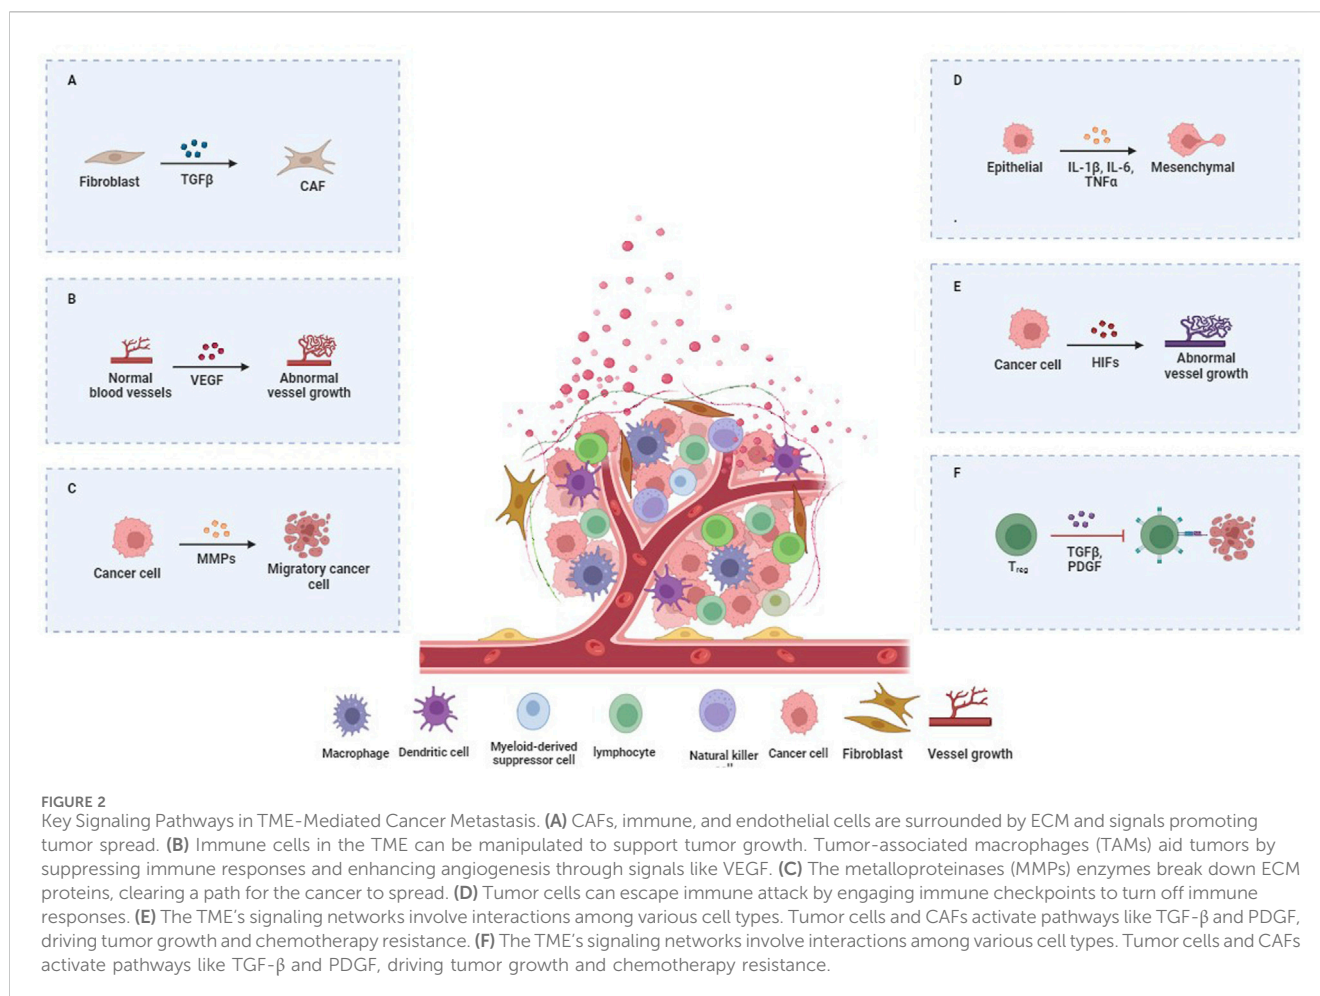 A
Fibroblast
TGFβ
CAF
B
Normal
blood vessels
VEGF
Abnormal
vessel growth
C
Cancer cell
MMPs
Migratory cancer
cell
D
Epithelial
IL-1β, IL-6,
TNFα
Mesenchymal
.
E
Cancer cell
HIFs
Abnormal
vessel growth
F
Treg
TGFβ,
PDGF
Macrophage
Dendritic cell
Myeloid-derived
suppressor cell
lymphocyte
Natural killer
Cancer cell
Fibroblast
Vessel growth
FIGURE 2
Key Signaling Pathways in TME-Mediated Cancer Metastasis. (A) CAFs, immune, and endothelial cells are surrounded by ECM and signals promoting
tumor spread. (B) Immune cells in the TME can be manipulated to support tumor growth. Tumor-associated macrophages (TAMs) aid tumors by
suppressing immune responses and enhancing angiogenesis through signals like VEGF. (C) The metalloproteinases (MMPs) enzymes break down ECM
proteins, clearing a path for the cancer to spread. (D) Tumor cells can escape immune attack by engaging immune checkpoints to turn off immune
responses. (E) The TME's signaling networks involve interactions among various cell types. Tumor cells and CAFs activate pathways like TGF-β and PDGF,
driving tumor growth and chemotherapy resistance. (F) The TME's signaling networks involve interactions among various cell types. Tumor cells and CAFs
activate pathways like TGF-β and PDGF, driving tumor growth and chemotherapy resistance.